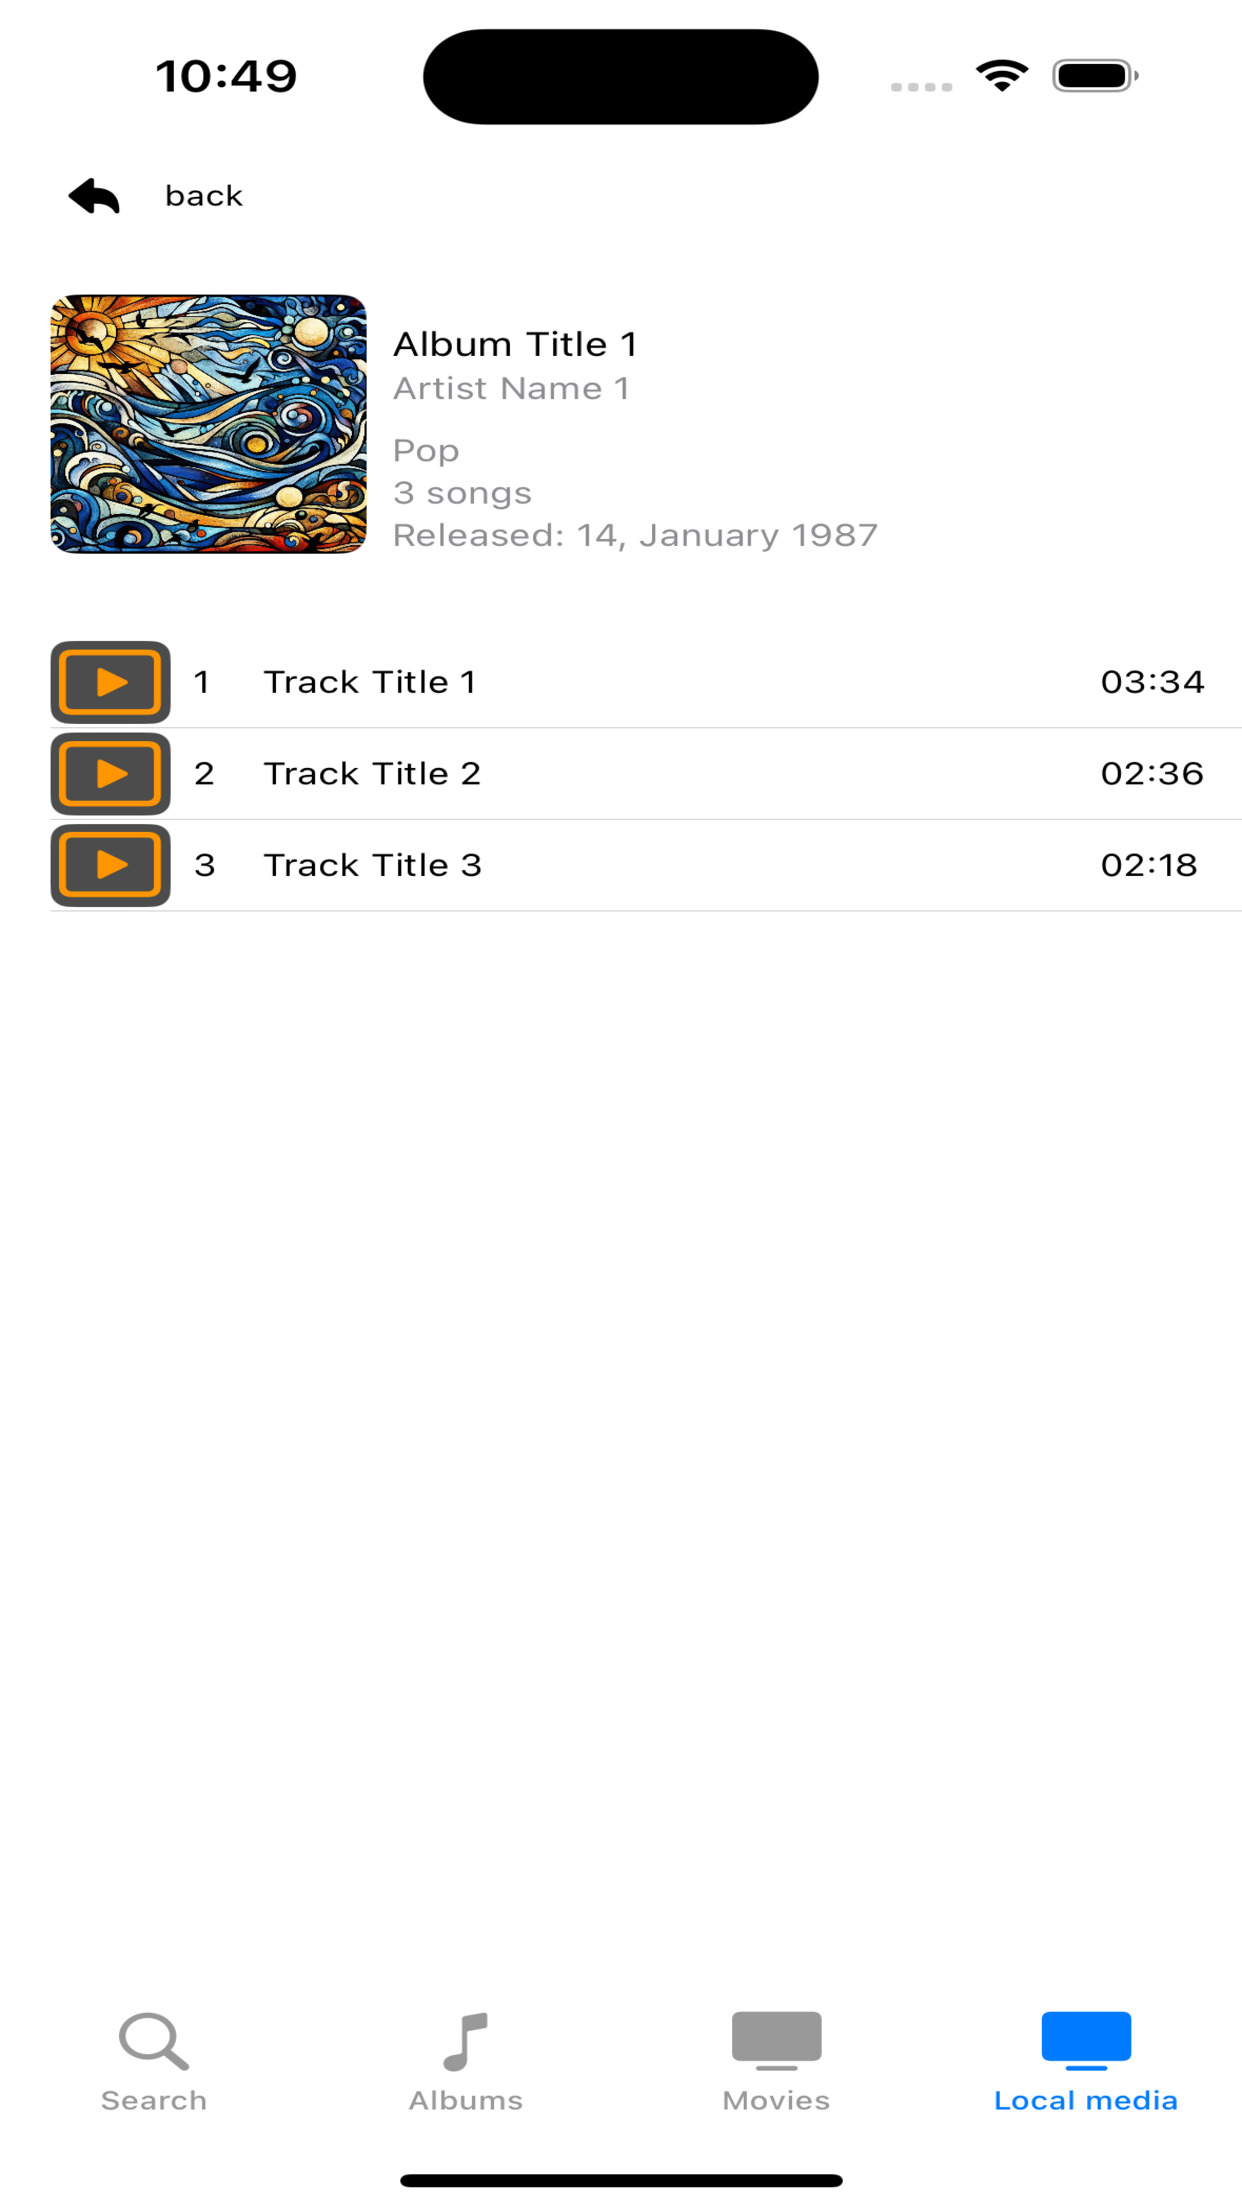 10:49
back
Album Title 1
Artist Name 1
Pop
3 songs
Released: 14, January 1987
1 Track Title 1 03:34
2 Track Title 2 02:36
3 Track Title 3 02:18
Search Albums Movies Local media